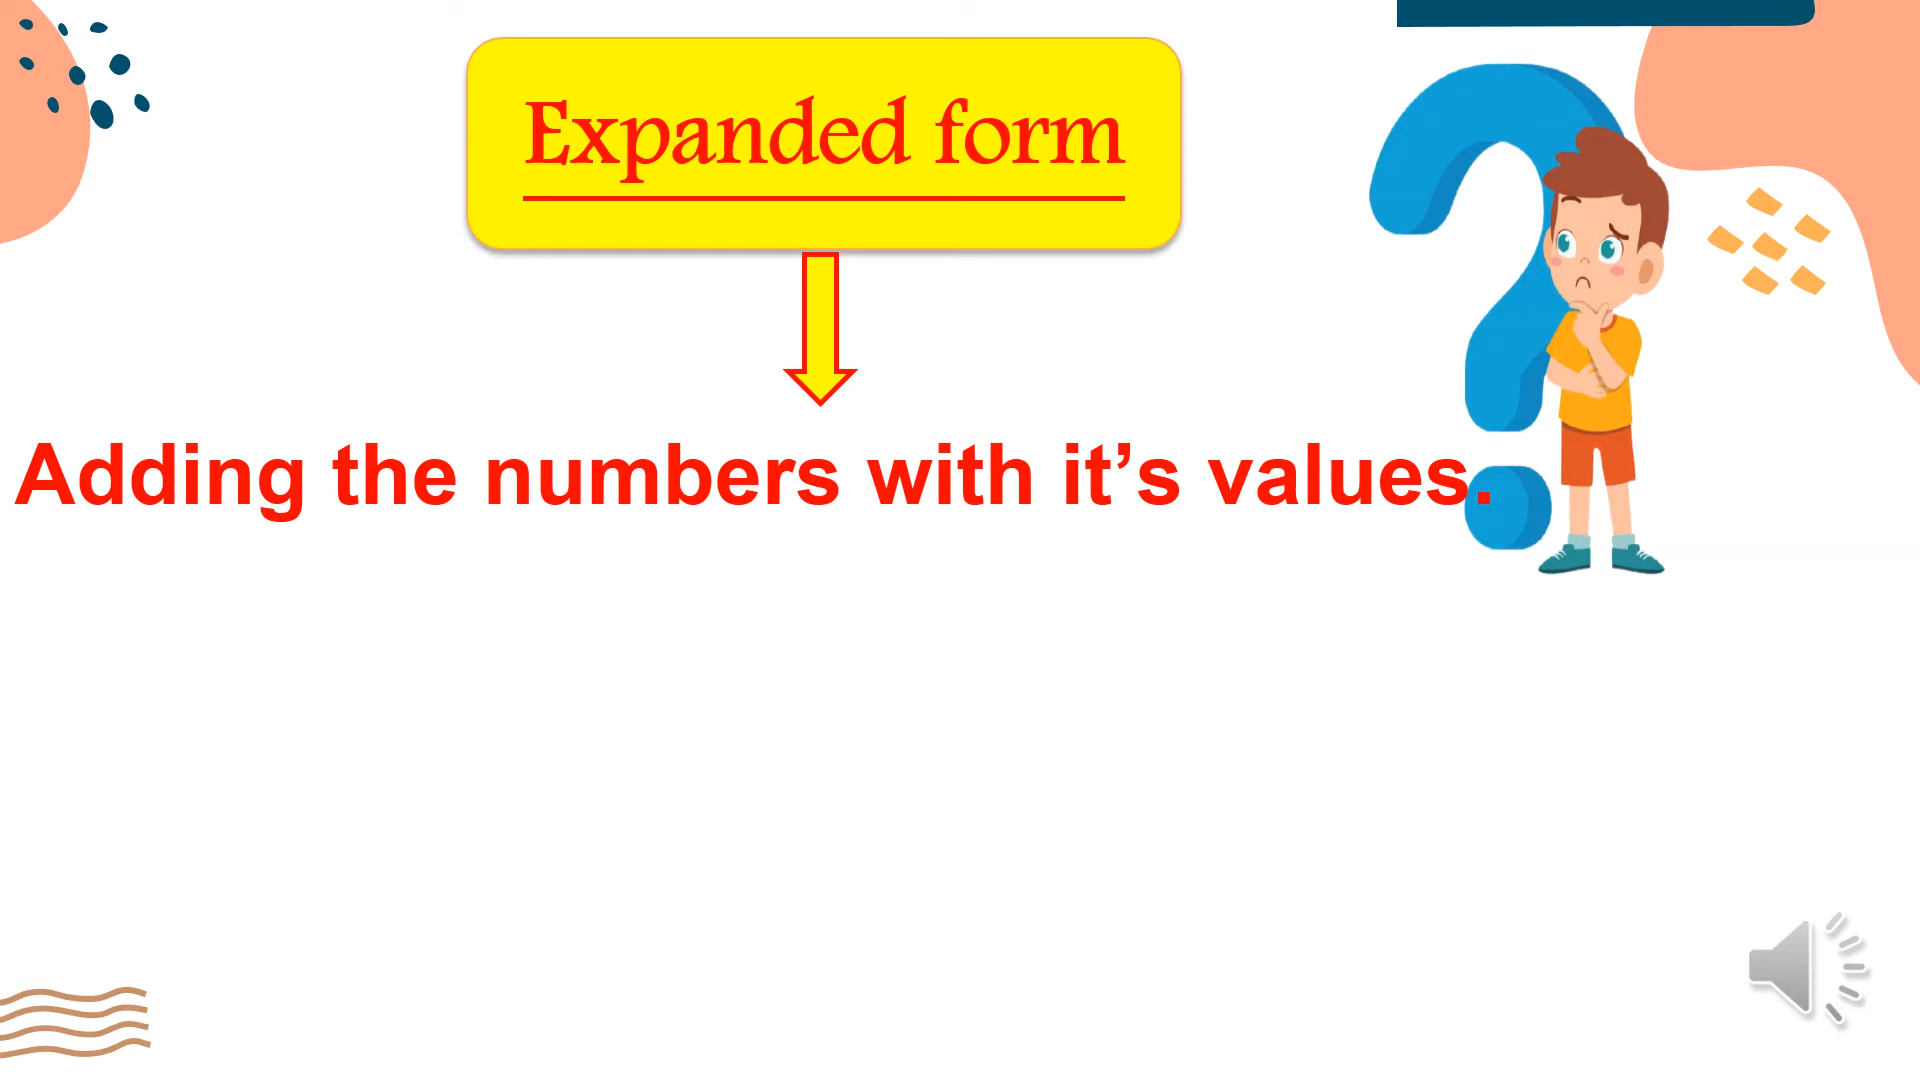 Expanded form
Adding the numbers with it’s values.